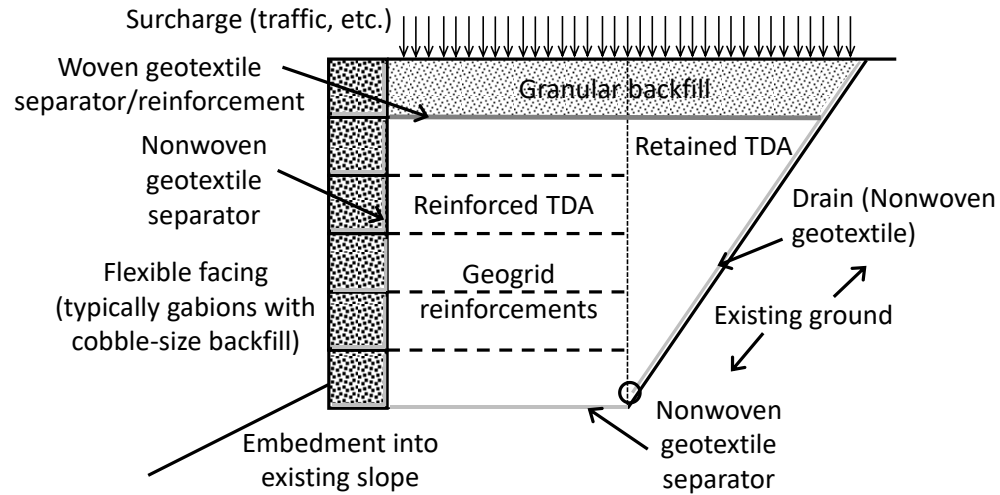 Surcharge (traffic, etc.)
Woven geotextile
separator/reinforcement
Granular backfill
Nonwoven
geotextile
separator
Retained TDA
Reinforced TDA
Drain (Nonwoven
geotextile)
Flexible facing
(typically gabions with
cobble-size backfill)
Geogrid
reinforcements
Existing ground
Embedment into
existing slope
Nonwoven
geotextile
separator